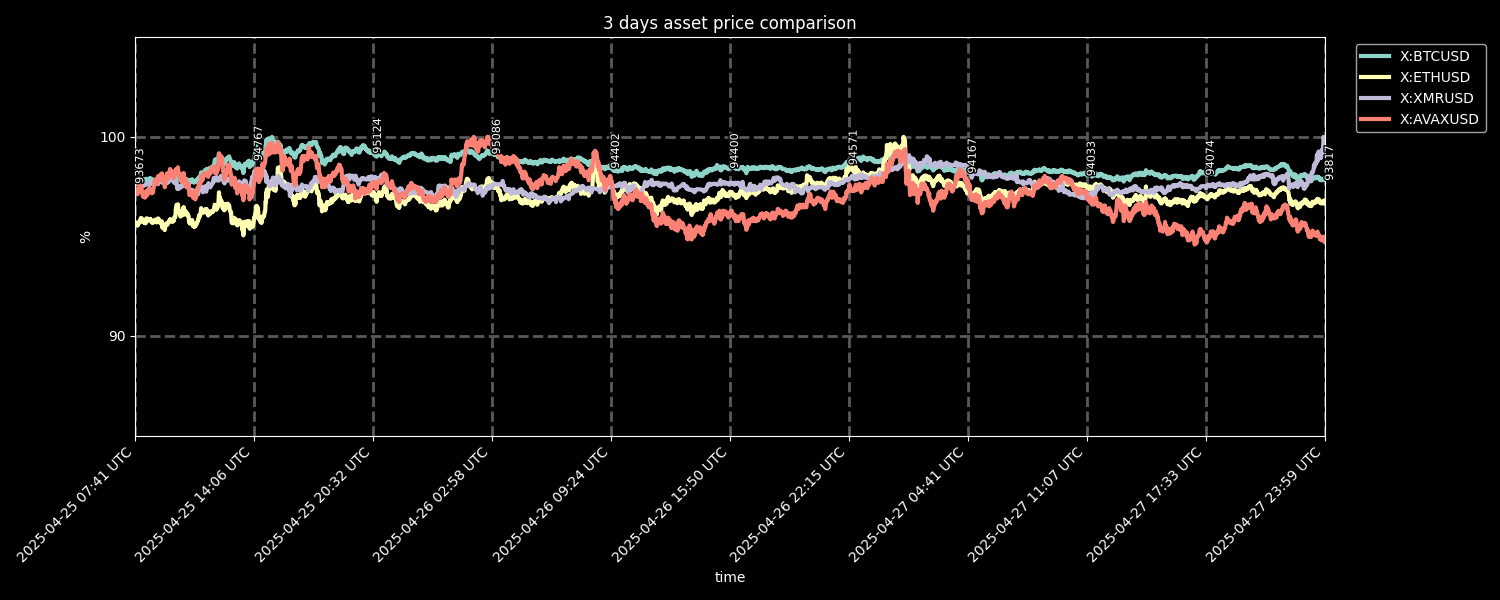 3 days asset price comparison
X:BTCUSD
X:ETHUSD
X:XMRUSD
X:AVAXUSD
100
90
%
93673
94767
95124
95086
94402
94400
94571
94167
94033
94074
93817
2025-04-25 07:41 UTC
2025-04-25 14:06 UTC
2025-04-25 20:32 UTC
2025-04-26 02:58 UTC
2025-04-26 09:24 UTC
2025-04-26 15:50 UTC
2025-04-26 22:15 UTC
2025-04-27 04:41 UTC
2025-04-27 11:07 UTC
2025-04-27 17:33 UTC
2025-04-27 23:59 UTC
time